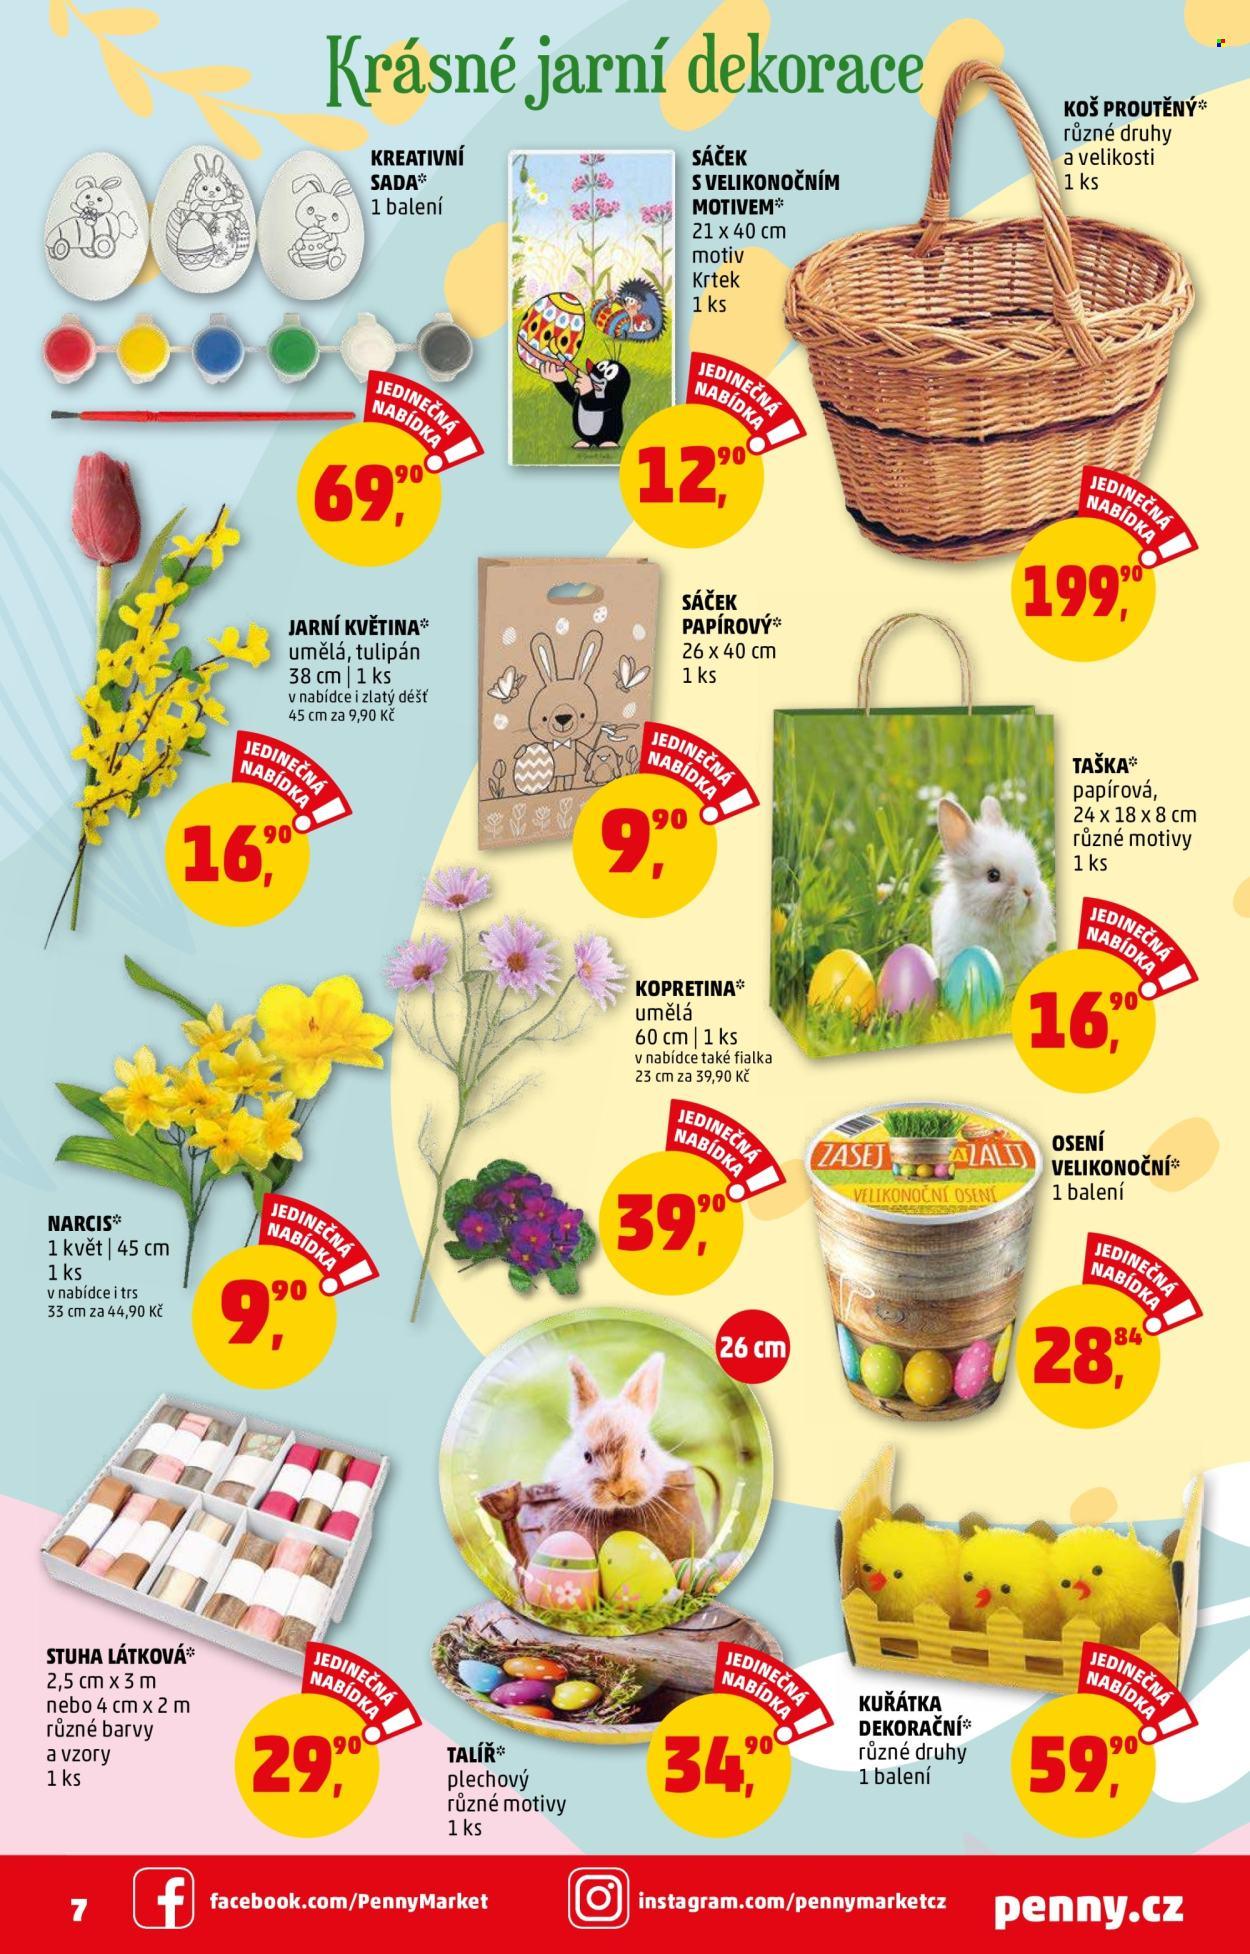 Krásné jarní dekorace
KREATIVNÍ
SADA*
1 balení
JEDINEČNÁ
NABÍDKA
69,90
SÁČEK
S VELIKONOČNÍM
MOTIVEM*
21 x 40 cm
motiv
Krtek
1 ks
JEDINEČNÁ
NABÍDKA
12,90
KOŠ PROUTĚNÝ*
různé druhy
a velikosti
1 ks
JEDINEČNÁ
NABÍDKA
199,90
JARNÍ KVĚTINA*
umělá, tulipán
38 cm | 1 ks
v nabídce i zlatý déšť
45 cm za 9,90 Kč
JEDINEČNÁ
NABÍDKA
16,90
SÁČEK
PAPÍROVÝ*
26 x 40 cm
1 ks
JEDINEČNÁ
NABÍDKA
9,90
TAŠKA*
papírová,
24 x 18 x 8 cm
různé motivy
1 ks
JEDINEČNÁ
NABÍDKA
16,90
NARCIS*
1 květ | 45 cm
1 ks
v nabídce i trs
33 cm za 44,90 Kč
JEDINEČNÁ
NABÍDKA
9,90
KOPRETINA*
umělá
60 cm | 1 ks
v nabídce také fialka
23 cm za 39,90 Kč
JEDINEČNÁ
NABÍDKA
39,90
ZASEJ A ZALIJ
VELIKONOČNÍ OSENÍ
OSENÍ
VELIKONOČNÍ*
1 balení
JEDINEČNÁ
NABÍDKA
28,84
STUHA LÁTKOVÁ*
2,5 cm x 3 m
nebo 4 cm x 2 m
různé barvy
a vzory
1 ks
JEDINEČNÁ
NABÍDKA
29,90
26 cm
TALÍŘ*
plechový
různé motivy
1 ks
JEDINEČNÁ
NABÍDKA
34,90
KUŘÁTKA
DEKORAČNÍ*
různé druhy
1 balení
JEDINEČNÁ
NABÍDKA
59,90
7
facebook.com/PennyMarket
instagram.com/pennymarketcz
penny.cz